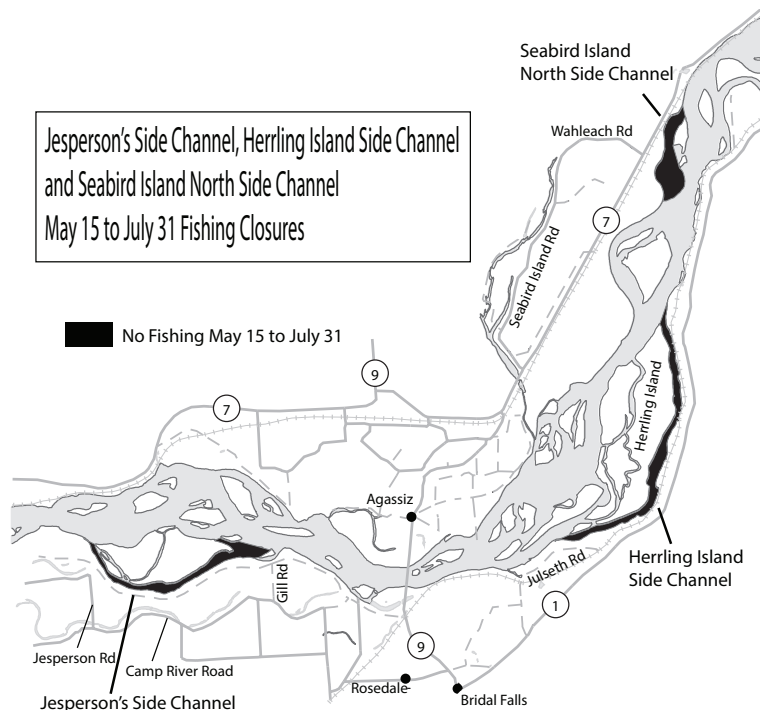 Seabird Island
North Side Channel
Jesperson's Side Channel, Herrling Island Side Channel
and Seabird Island North Side Channel
May 15 to July 31 Fishing Closures
Wahleach Rd
7
Seabird Island Rd
No Fishing May 15 to July 31
9
7
Herrling Island
Agassiz
Herrling Island
Side Channel
Julseth Rd
Gill Rd
1
9
Jesperson Rd
Camp River Road
Rosedale
Bridal Falls
Jesperson's Side Channel